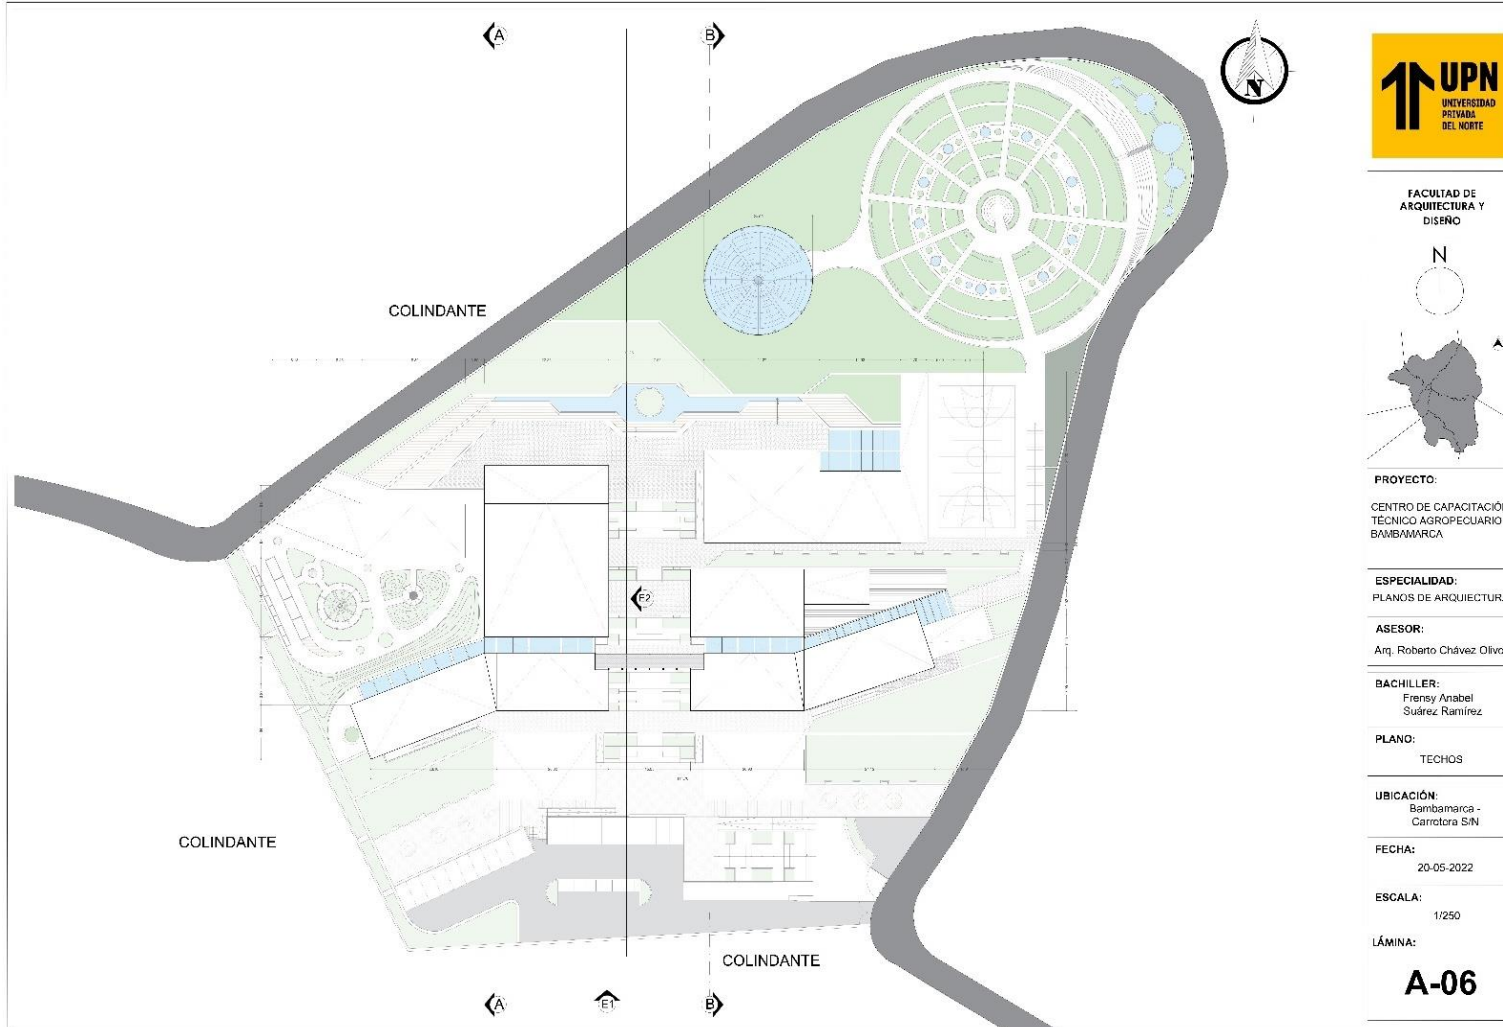 A
B
N
UPN
UNIVERSIDAD
PRIVADA
DEL NORTE
FACULTAD DE
ARQUITECTURA Y
DISEÑO
N
COLINDANTE
PROYECTO:
CENTRO DE CAPACITACIÓN
TÉCNICO AGROPECUARIO
BAMBAMARCA
ESPECIALIDAD:
PLANOS DE ARQUIECTURA
E2
ASESOR:
Arq. Roberto Chávez Olivo
BACHILLER:
Frensy Anabel
Suárez Ramírez
PLANO:
TECHOS
UBICACIÓN:
Bambamarca -
Carretera S/N
COLINDANTE
FECHA:
20-05-2022
ESCALA:
1/250
LÁMINA:
A-06
COLINDANTE
A
E1
B